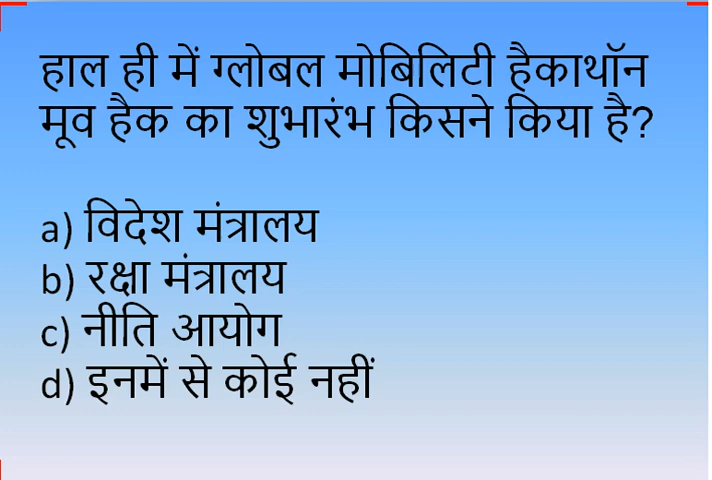 हाल ही में ग्लोबल मोबिलिटी हैकाथॉन
मूव हैक का शुभारंभ किसने किया है?
a) विदेश मंत्रालय
b) रक्षा मंत्रालय
c) नीति आयोग
d) इनमें से कोई नहीं